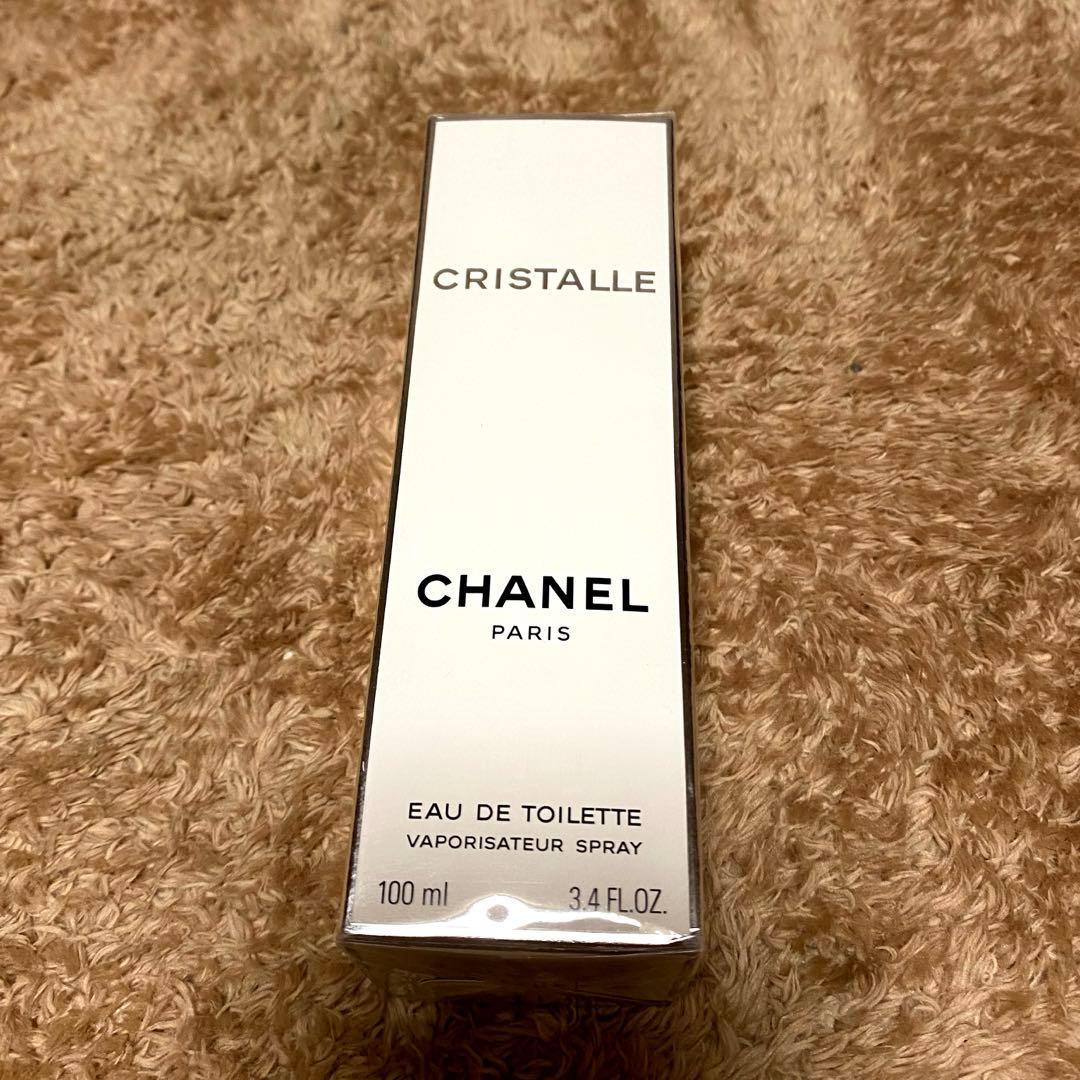 CRISTALLE
CHANEL
PARIS
EAU DE TOILETTE
VAPORISATEUR SPRAY
100 ml 3.4 FL.OZ.